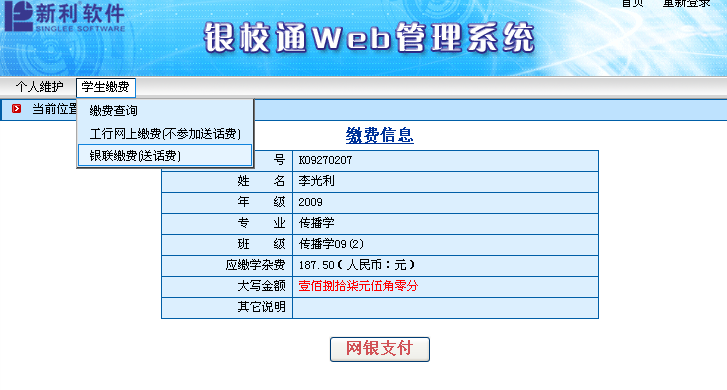 首页 重新登录
新利软件
SINGLEE SOFTWARE
银校通Web管理系统
个人维护 学生缴费
当前位置
缴费查询
工行网上缴费(不参加送话费)
银联缴费(送话费)
缴费信息
号 K09270207
姓 名 李光利
年 级 2009
专 业 传播学
班 级 传播学09(2)
应缴学杂费 187.50(人民币：元)
大写金额 壹佰捌拾柒元伍角零分
其它说明
网银支付